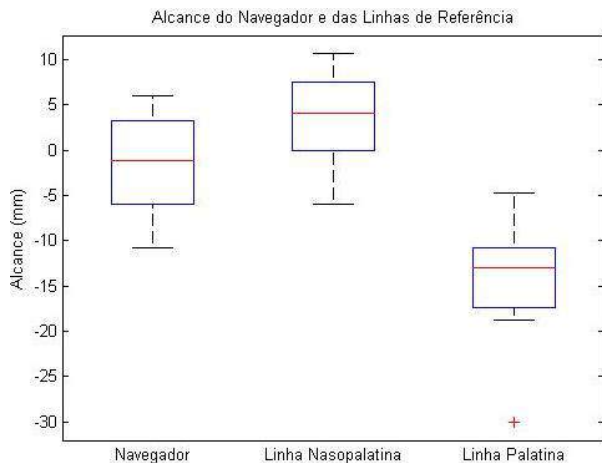 Alcance do Navegador e das Linhas de Referência
Alcance (mm)
10
5
0
-5
-10
-15
-20
-25
-30
Navegador
Linha Nasopalatina
Linha Palatina